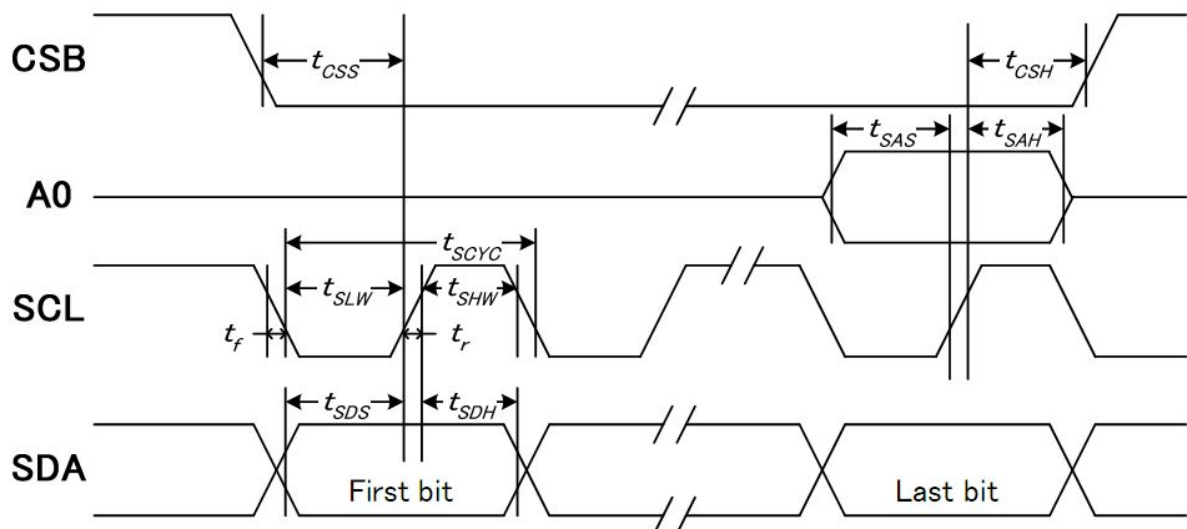 CSB
tCSS
tCSH
tSAS
tSAH
A0
tSCYC
SCL
tSLW
tSHW
tf
tr
tSDS
tSDH
SDA
First bit
Last bit